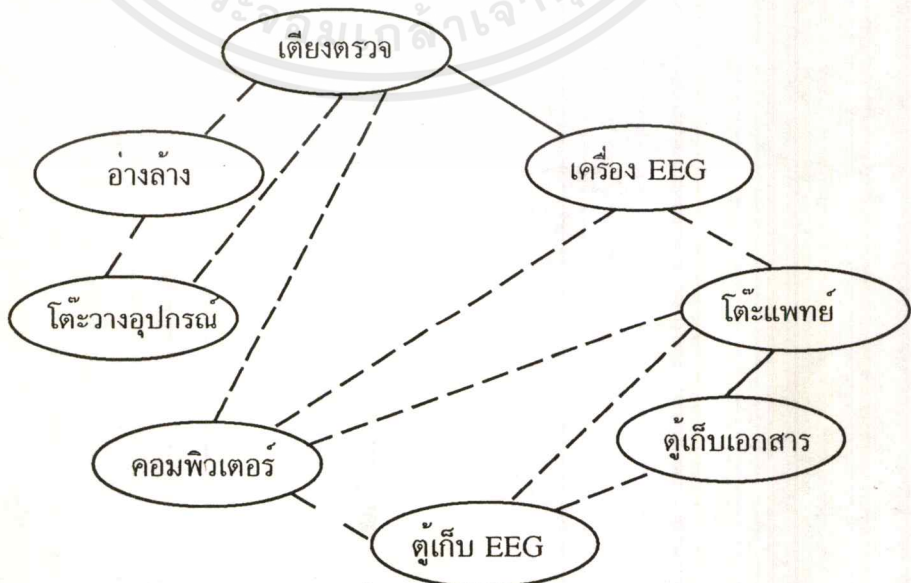 เตียงตรวจ
อ่างล้าง
เครื่อง EEG
โต๊ะวางอุปกรณ์
โต๊ะแพทย์
ตู้เก็บเอกสาร
คอมพิวเตอร์
ตู้เก็บ EEG